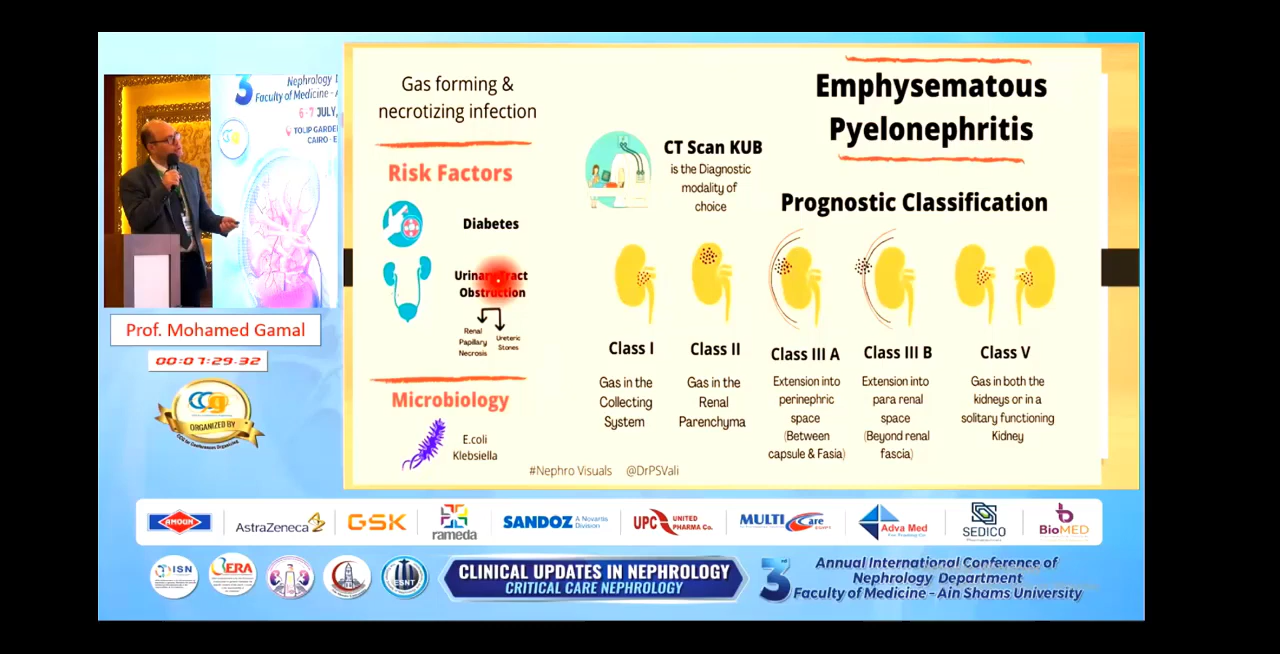 Nephrology
Faculty of Medicine - A
6-7 JULY,
TOLIP GARDE
CAIRO - E
Prof. Mohamed Gamal
00:07:29.32
ORGANIZED BY
Gas forming &
necrotizing infection
Risk Factors
Diabetes
Urinary Tract
Obstruction
Renal
Papillary
Necrosis
Ureteric
Stones
Microbiology
E.coli
Klebsiella
Emphysematous
Pyelonephritis
CT Scan KUB
is the Diagnostic
modality of
choice
Prognostic Classification
Class I
Gas in the
Collecting
System
Class II
Gas in the
Renal
Parenchyma
Class III A
Extension into
perinephric
space
(Between
capsule & Fasia)
Class III B
Extension into
para renal
space
(Beyond renal
fascia)
Class V
Gas in both the
kidneys or in a
solitary functioning
Kidney
#Nephro Visuals @DrPSVali
AMOUN
AstraZeneca
GSK
rameda
SANDOZ A Novartis
Division
UPC UNITED
PHARMA Co.
MULTI Care
EGYPT
Adva Med
For Trading Co
SEDICO
BioMED
ISN
ERA
ESNT
CLINICAL UPDATES IN NEPHROLOGY
CRITICAL CARE NEPHROLOGY
3 Annual International Conference of
Nephrology Department
Faculty of Medicine - Ain Shams University